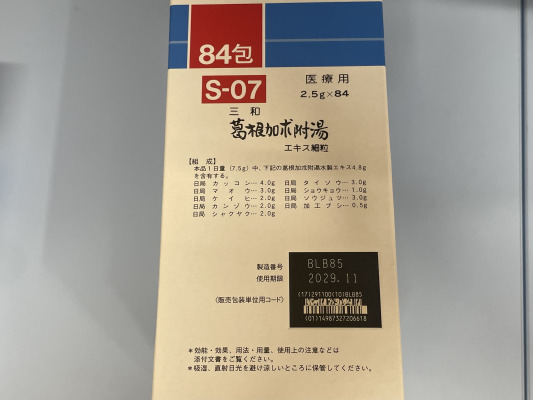 84包
S-07
医療用
2.5g×84
三和
葛根加朮附湯
エキス細粒
【組成】
本品1日量(7.5g)中、下記の葛根加朮附湯水製エキス4.8g
を含有する。
日局 カッコン…4.0g 日局 タイソウ…3.0g
日局 マオウ…3.0g 日局 ショウキョウ…1.0g
日局 ケイヒ…2.0g 日局 ソウジュツ…3.0g
日局 カンゾウ…2.0g 日局 加工ブシ…0.5g
日局 シャクヤク…2.0g
製造番号 BLB85
使用期限 2029.11
(販売包装単位用コード)
(17)291100(10)BLB85
(01)14987327206618
*効能・効果、用法・用量、使用上の注意などは
添付文書をご覧ください。
*吸湿、直射日光を避け涼しいところに保管してください。